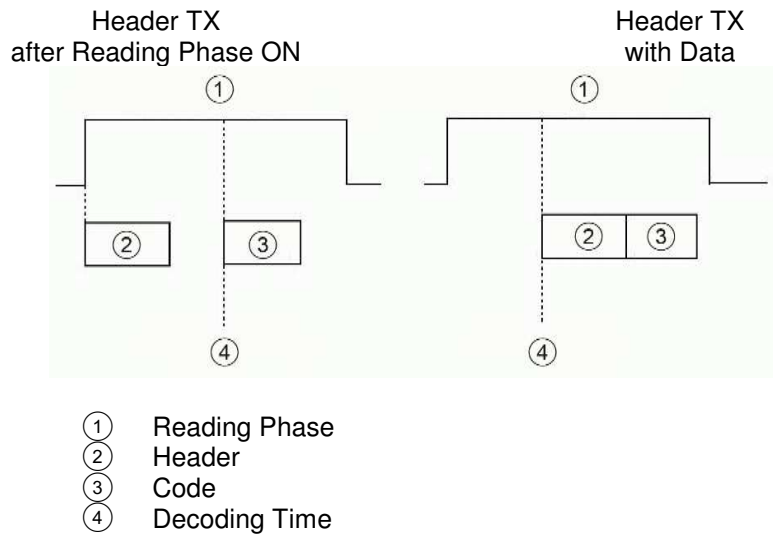 Header TX
after Reading Phase ON
Header TX
with Data
① ①
② ③ ② ③
④ ④
① Reading Phase
② Header
③ Code
④ Decoding Time